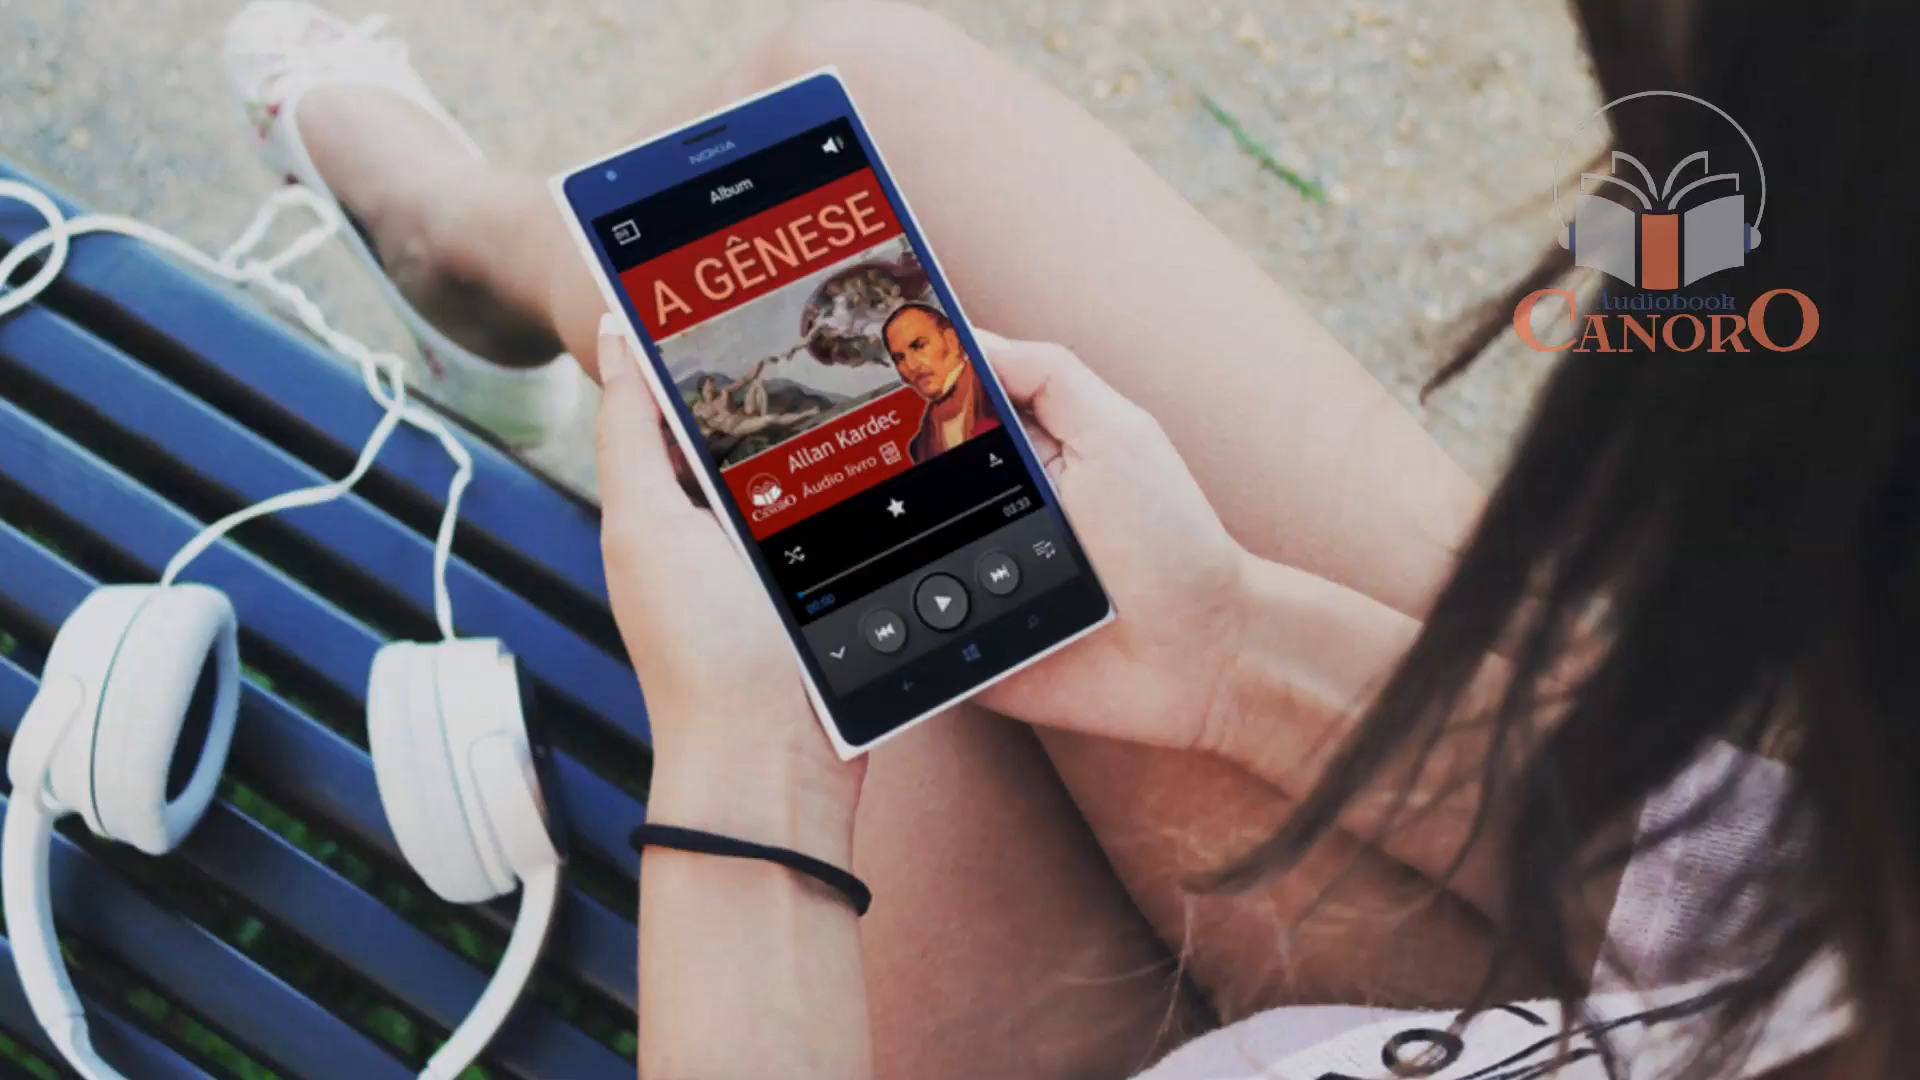 NOKIA
Album
A GÊNESE
Allan Kardec
Áudio livro
CANORO
03:33
00:00
Audiobook
CANORO